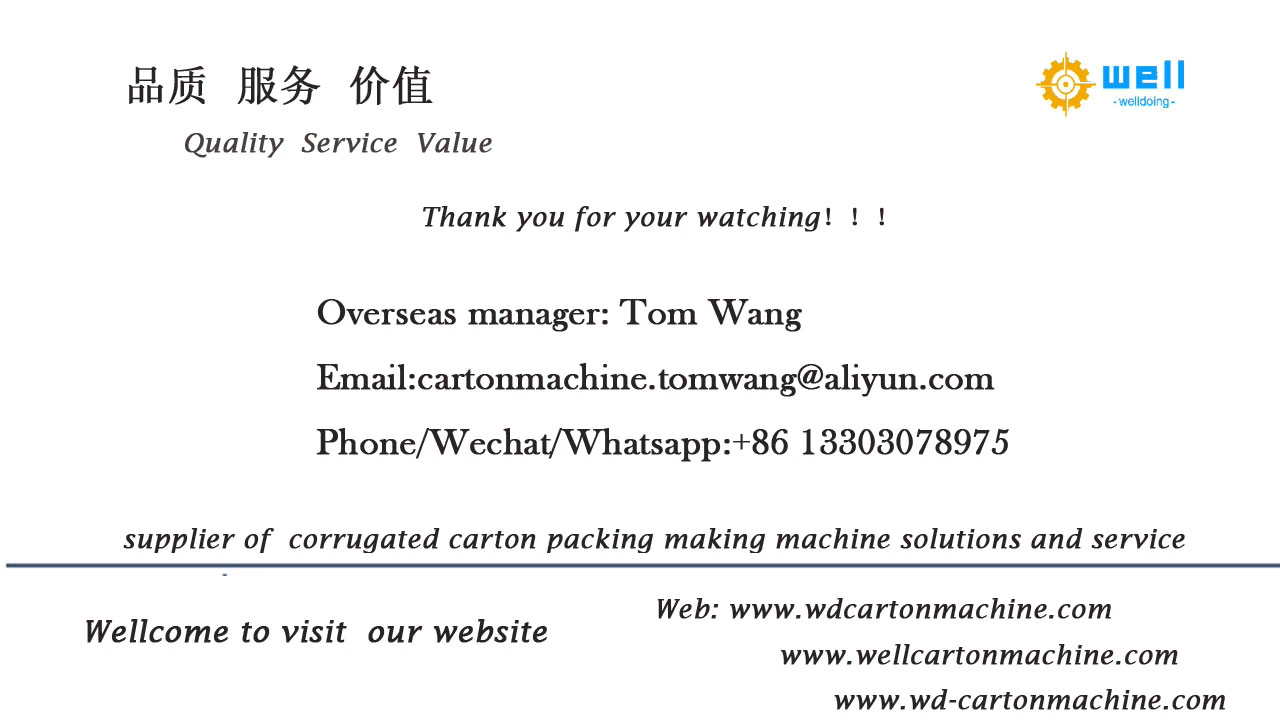 品质 服务 价值
well
-welldoing-
Quality Service Value
Thank you for your watching！！！
Overseas manager: Tom Wang
Email:cartonmachine.tomwang@aliyun.com
Phone/Wechat/Whatsapp:+86 13303078975
supplier of corrugated carton packing making machine solutions and service
Wellcome to visit our website
Web: www.wdcartonmachine.com
www.wellcartonmachine.com
www.wd-cartonmachine.com